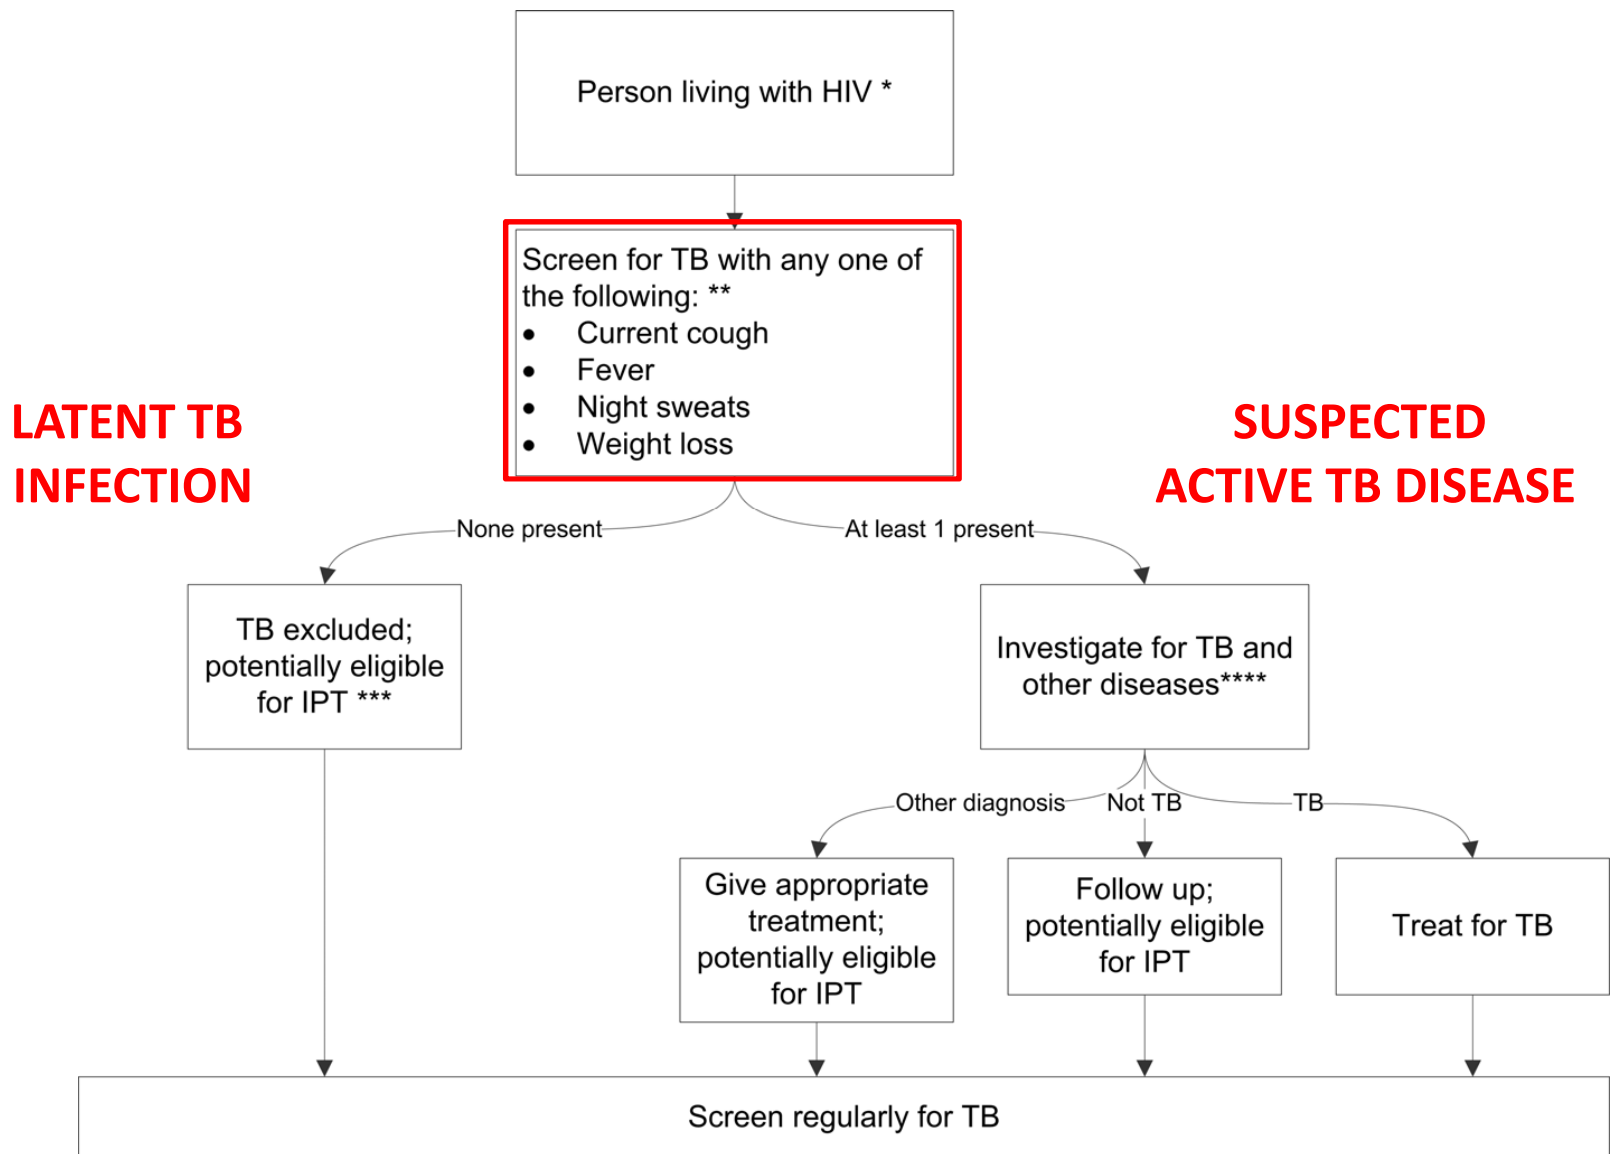 Person living with HIV *
Screen for TB with any one of
the following: **
• Current cough
• Fever
• Night sweats
• Weight loss
LATENT TB
INFECTION
SUSPECTED
ACTIVE TB DISEASE
None present
At least 1 present
TB excluded;
potentially eligible
for IPT ***
Investigate for TB and
other diseases****
Other diagnosis
Not TB
TB
Give appropriate
treatment;
potentially eligible
for IPT
Follow up;
potentially eligible
for IPT
Treat for TB
Screen regularly for TB